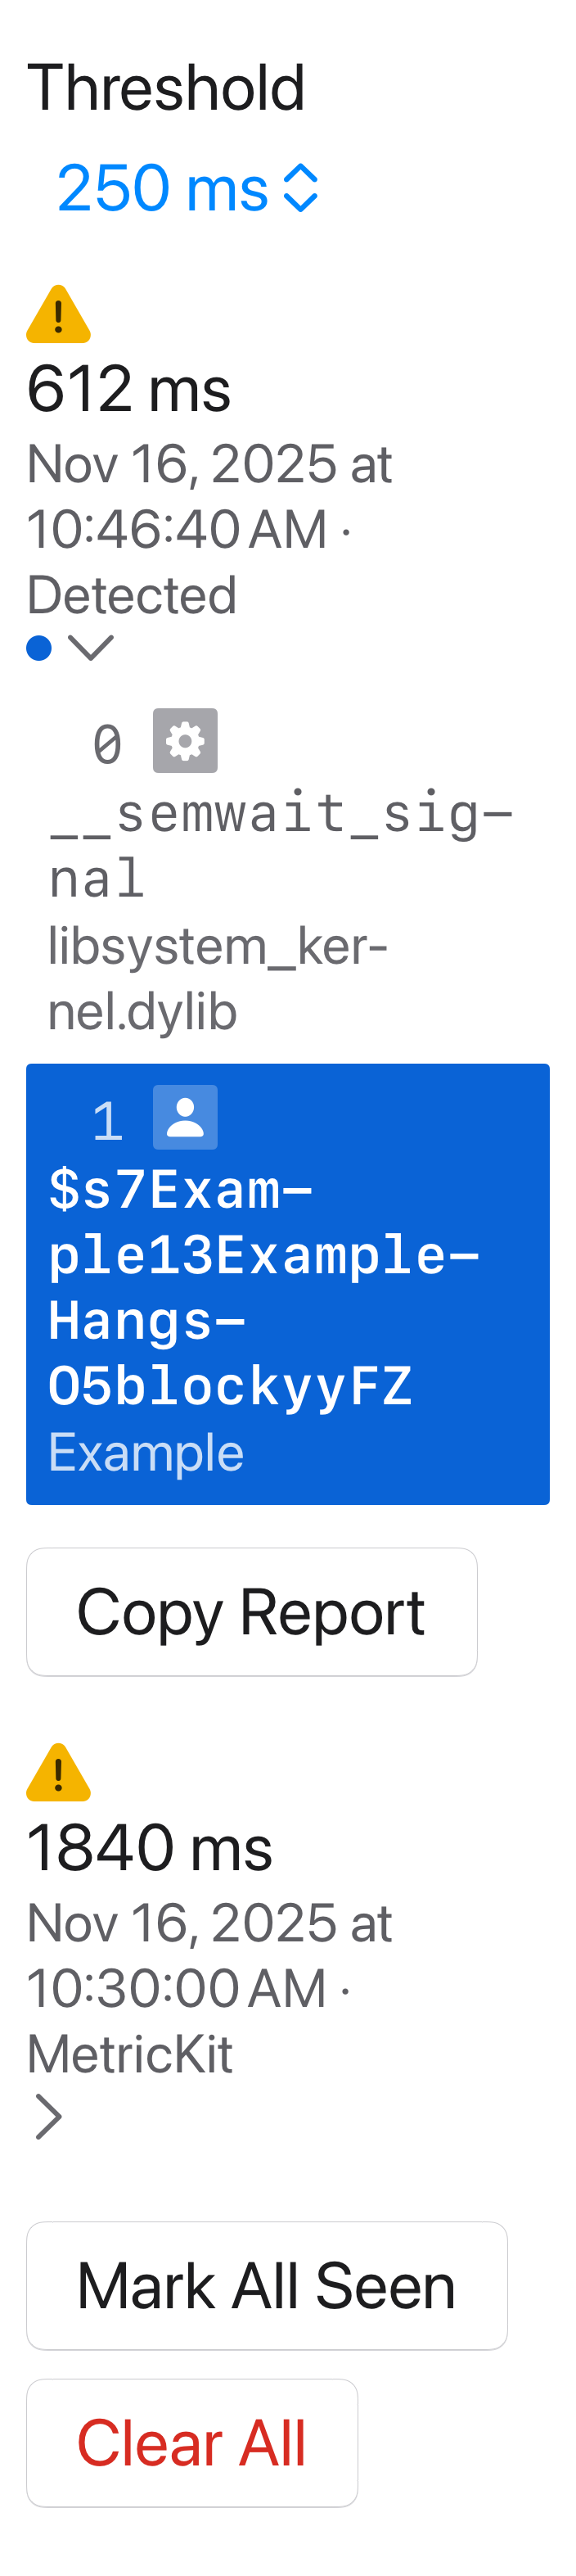 Threshold
250 ms
612 ms
Nov 16, 2025 at
10:46:40 AM ·
Detected
0
__semwait_sig-
nal
libsystem_ker-
nel.dylib
1
$s7Exam-
ple13Example-
Hangs-
O5blockyyFZ
Example
Copy Report
1840 ms
Nov 16, 2025 at
10:30:00 AM ·
MetricKit
Mark All Seen
Clear All